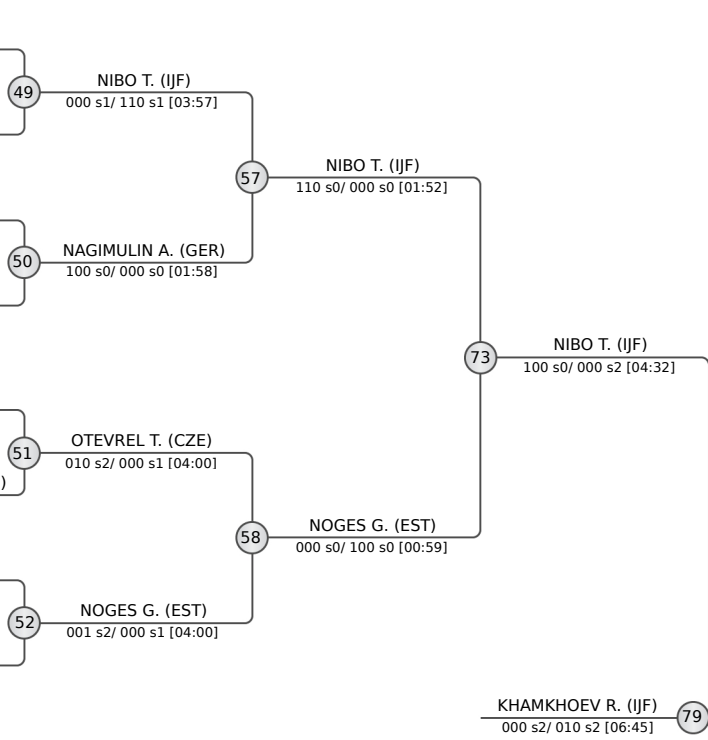 NIBO T. (IJF)
49
000 s1/ 110 s1 [03:57]
NIBO T. (IJF)
57
110 s0/ 000 s0 [01:52]
NAGIMULIN A. (GER)
50
100 s0/ 000 s0 [01:58]
NIBO T. (IJF)
73
100 s0/ 000 s2 [04:32]
OTEVREL T. (CZE)
51
010 s2/ 000 s1 [04:00]
)
NOGES G. (EST)
58
000 s0/ 100 s0 [00:59]
NOGES G. (EST)
52
001 s2/ 000 s1 [04:00]
KHAMKHOEV R. (IJF)
79
000 s2/ 010 s2 [06:45]